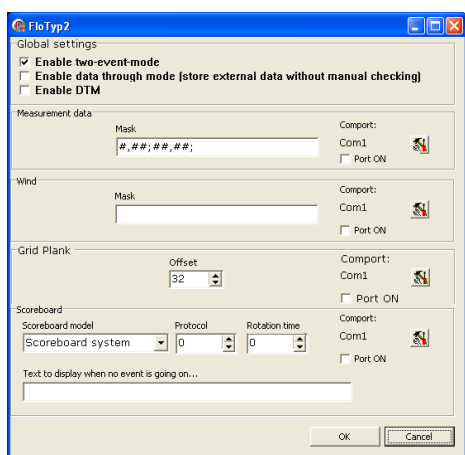 FloTyp2
Global settings
Enable two-event-mode
Enable data through mode (store external data without manual checking)
Enable DTM
Measurement data
Mask
Comport:
#,##;##,##;
Com1
Port ON
Wind
Mask
Comport:
Com1
Port ON
Grid Plank
Offset
Comport:
32
Com1
Port ON
Scoreboard
Scoreboard model Protocol Rotation time
Comport:
Scoreboard system 0 0
Com1
Port ON
Text to display when no event is going on...
OK Cancel